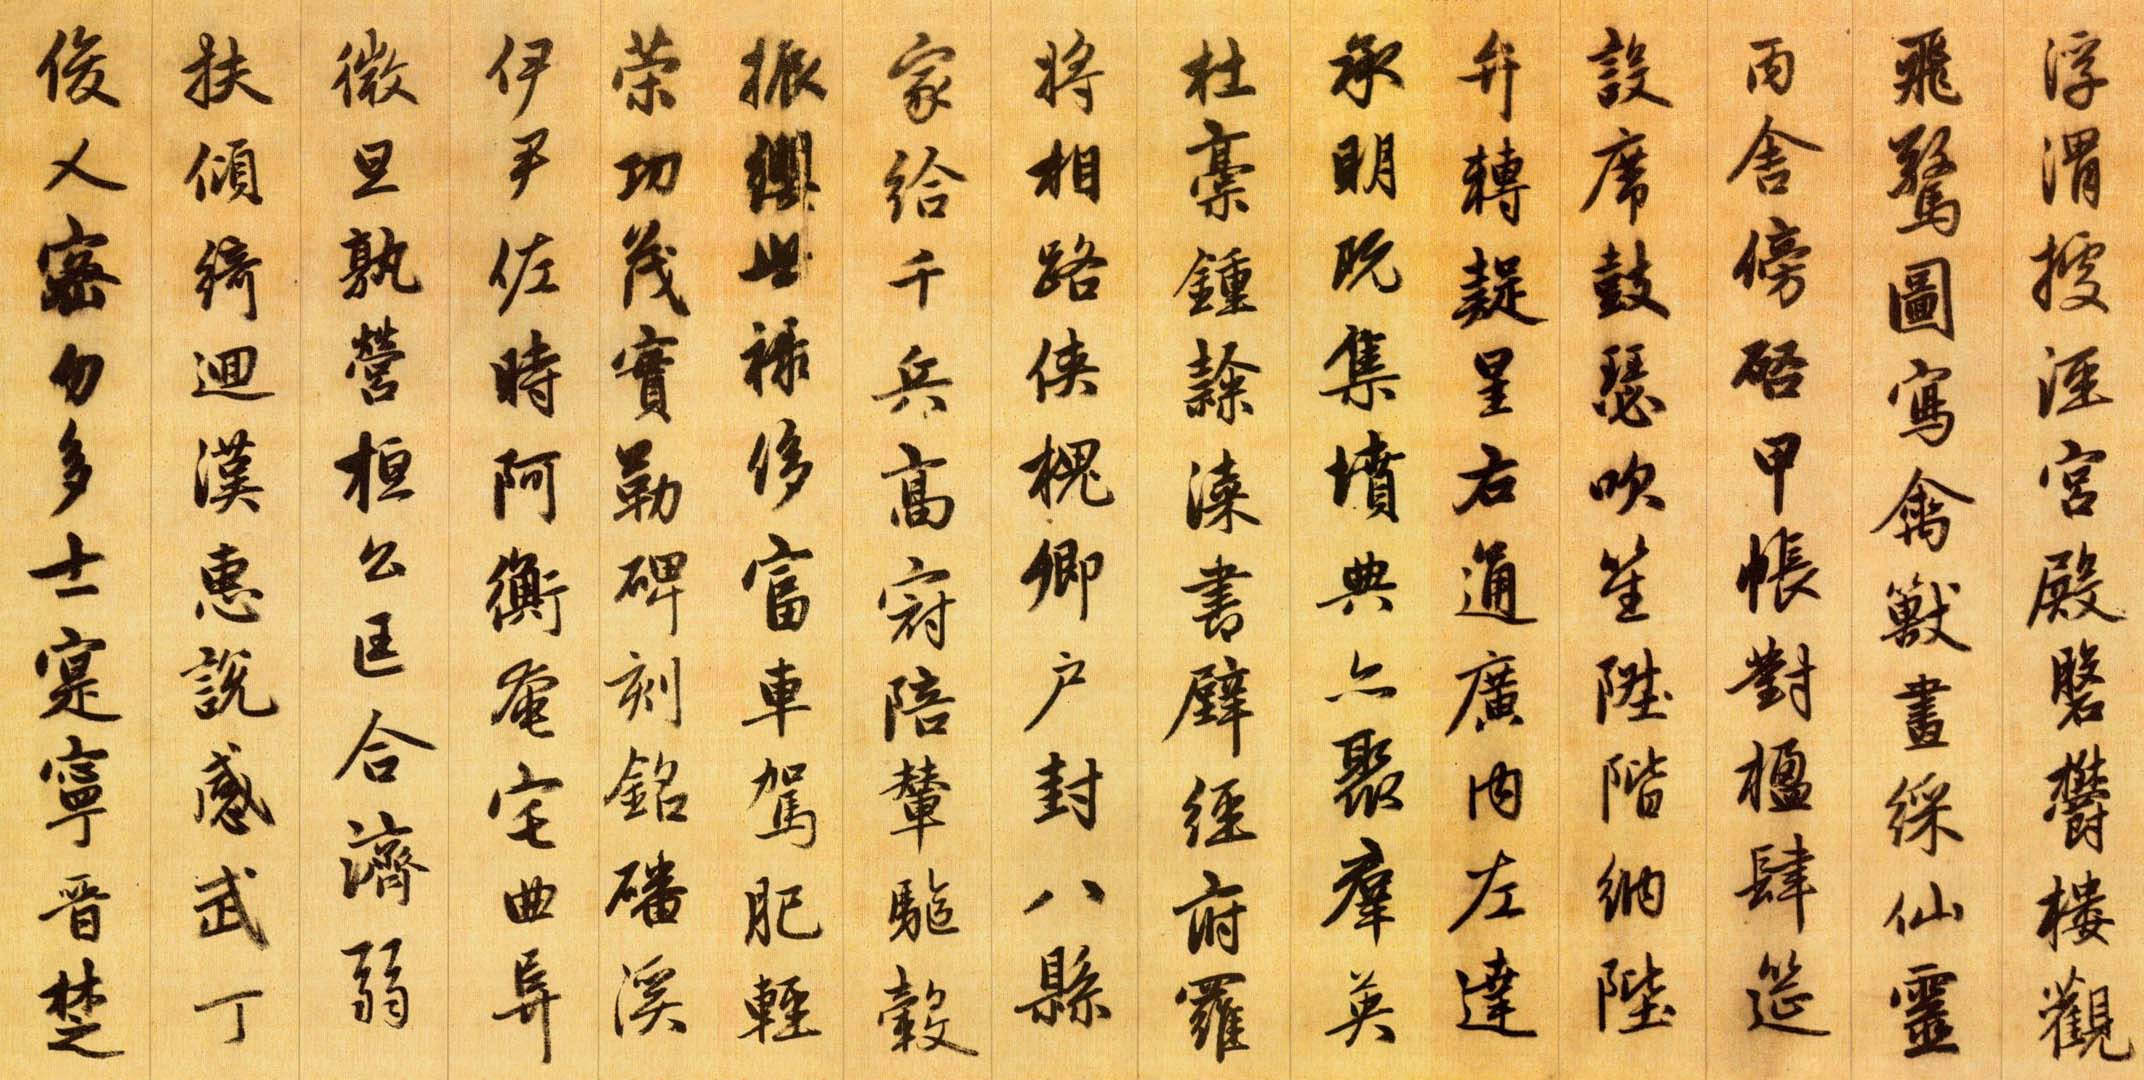 浮渭據涇宮殿磐鬱樓觀
飛驚圖寫禽獸畫綵仙靈
丙舍傍啓甲帳對楹肆筵
設席鼓瑟吹笙陞階納陛
弁轉疑星右通廣內左達
承明既集墳典亦聚羣英
杜稾鍾隸漆書壁經府羅
將相路俠槐卿户封八縣
家給千兵高冠陪輦驅轂
振纓世祿侈富車駕肥輕
策功茂實勒碑刻銘磻溪
伊尹佐時阿衡奄宅曲阜
微旦孰營桓公匡合濟弱
扶傾綺迴漢惠說感武丁
俊乂密勿多士寔寧晉楚